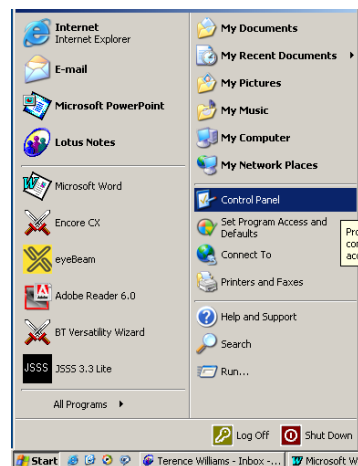 Internet
Internet Explorer
E-mail
Microsoft PowerPoint
Lotus Notes
Microsoft Word
Encore CX
eyeBeam
Adobe Reader 6.0
BT Versatility Wizard
JSSS
JSSS 3.3 Lite
All Programs
My Documents
My Recent Documents
My Pictures
My Music
My Computer
My Network Places
Control Panel
Set Program Access and
Defaults
Connect To
Printers and Faxes
Help and Support
Search
Run...
Pro
con
acc
Log Off
Shut Down
Start
Terence Williams - Inbox -...
Microsoft W